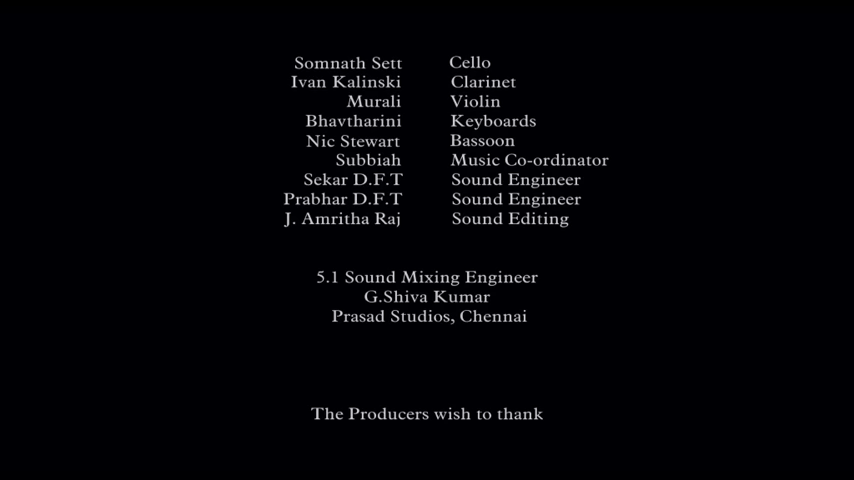 Somnath Sett Cello
Ivan Kalinski Clarinet
Murali Violin
Bhavtharini Keyboards
Nic Stewart Bassoon
Subbiah Music Co-ordinator
Sekar D.F.T Sound Engineer
Prabhar D.F.T Sound Engineer
J. Amritha Raj Sound Editing
5.1 Sound Mixing Engineer
G.Shiva Kumar
Prasad Studios, Chennai
The Producers wish to thank